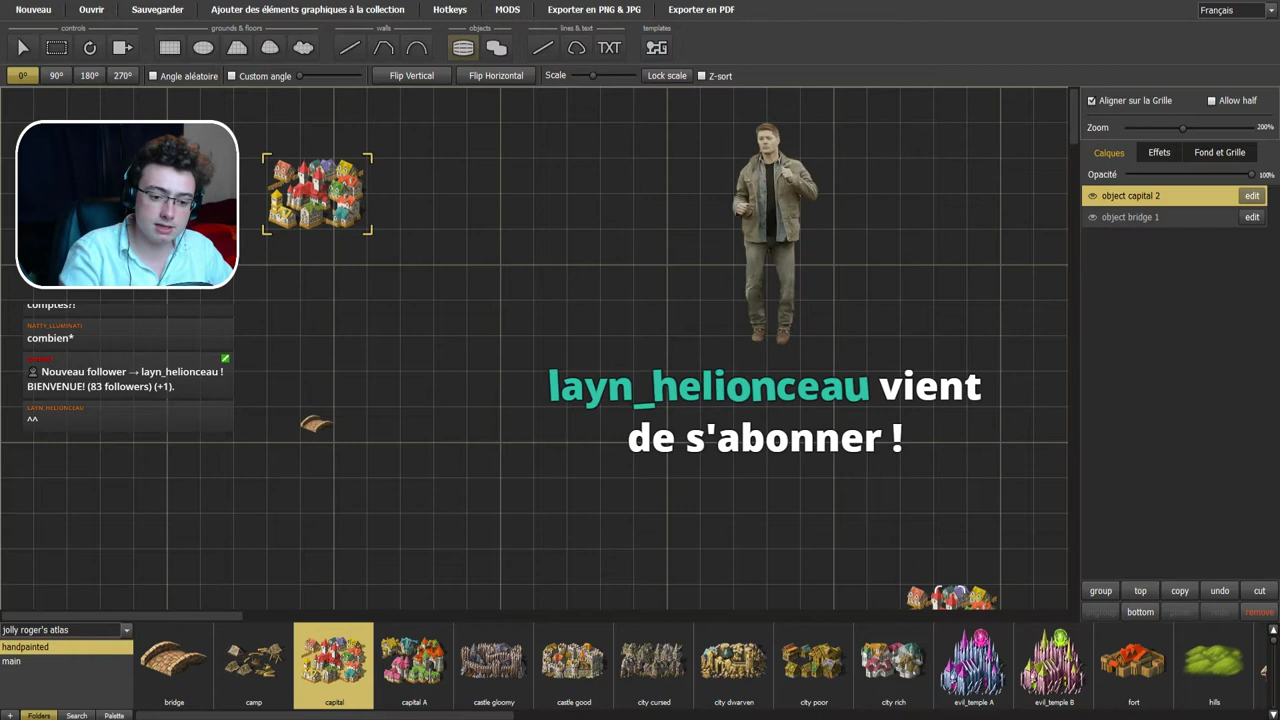 Nouveau Ouvrir Sauvegarder Ajouter des éléments graphiques à la collection Hotkeys MODS Exporter en PNG & JPG Exporter en PDF Français
controls grounds & floors walls objects lines & text templates
TXT
0° 90° 180° 270° Angle aléatoire Custom angle Flip Vertical Flip Horizontal Scale Lock scale Z-sort
Aligner sur la Grille Allow half
Zoom 200%
Calques Effets Fond et Grille
Opacité 100%
object capital 2 edit
object bridge 1 edit
comptes?!
NATTY_LLUMINATI
combien*
Nouveau follower → layn_helionceau !
BIENVENUE! (83 followers) (+1).
LAYN_HELIONCEAU
^^
layn_helionceau vient
de s'abonner !
group top copy undo cut
bottom remove
jolly roger's atlas
handpainted
main
bridge camp capital capital A castle gloomy castle good city cursed city dwarven city poor city rich evil_temple A evil_temple B fort hills
+ Folders Search Palette